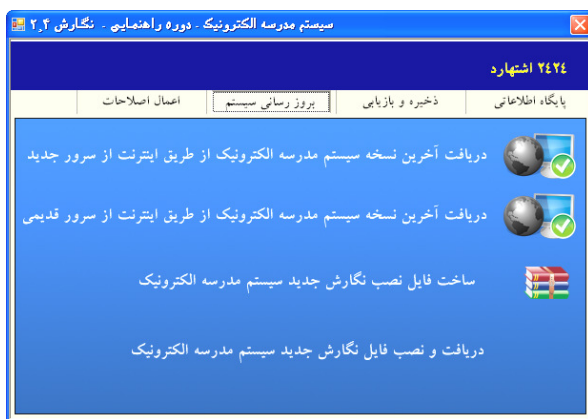 سیستم مدرسه الکترونیک - دوره راهنمایی - نگارش ۲٫۴
۲۴۲۴ اشتهارد
پایگاه اطلاعاتی ذخیره و بازیابی بروز رسانی سیستم اعمال اصلاحات
دریافت آخرین نسخه سیستم مدرسه الکترونیک از طریق اینترنت از سرور جدید
دریافت آخرین نسخه سیستم مدرسه الکترونیک از طریق اینترنت از سرور قدیمی
ساخت فایل نصب نگارش جدید سیستم مدرسه الکترونیک
دریافت و نصب فایل نگارش جدید سیستم مدرسه الکترونیک